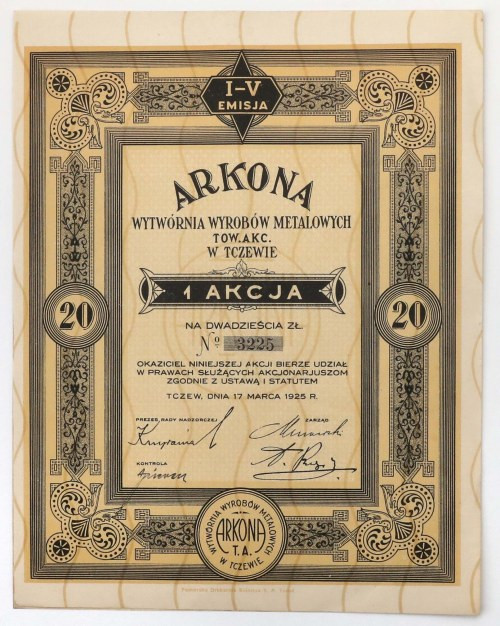 I-V
EMISJA
ARKONA
WYTWÓRNIA WYROBÓW METALOWYCH
TOW. AKC.
W TCZEWIE
1 AKCJA
20
20
NA DWADZIEŚCIA ZŁ.
No 3225
OKAZICIEL NINIEJSZEJ AKCJI BIERZE UDZIAŁ
W PRAWACH SŁUŻĄCYCH AKCJONARJUSZOM
ZGODNIE Z USTAWĄ I STATUTEM
TCZEW, DNIA 17 MARCA 1925 R.
PREZES RADY NADZORCZEJ
ZARZĄD
KONTROLA
WYTWÓRNIA WYROBÓW METALOWYCH
ARKONA
T. A.
W TCZEWIE